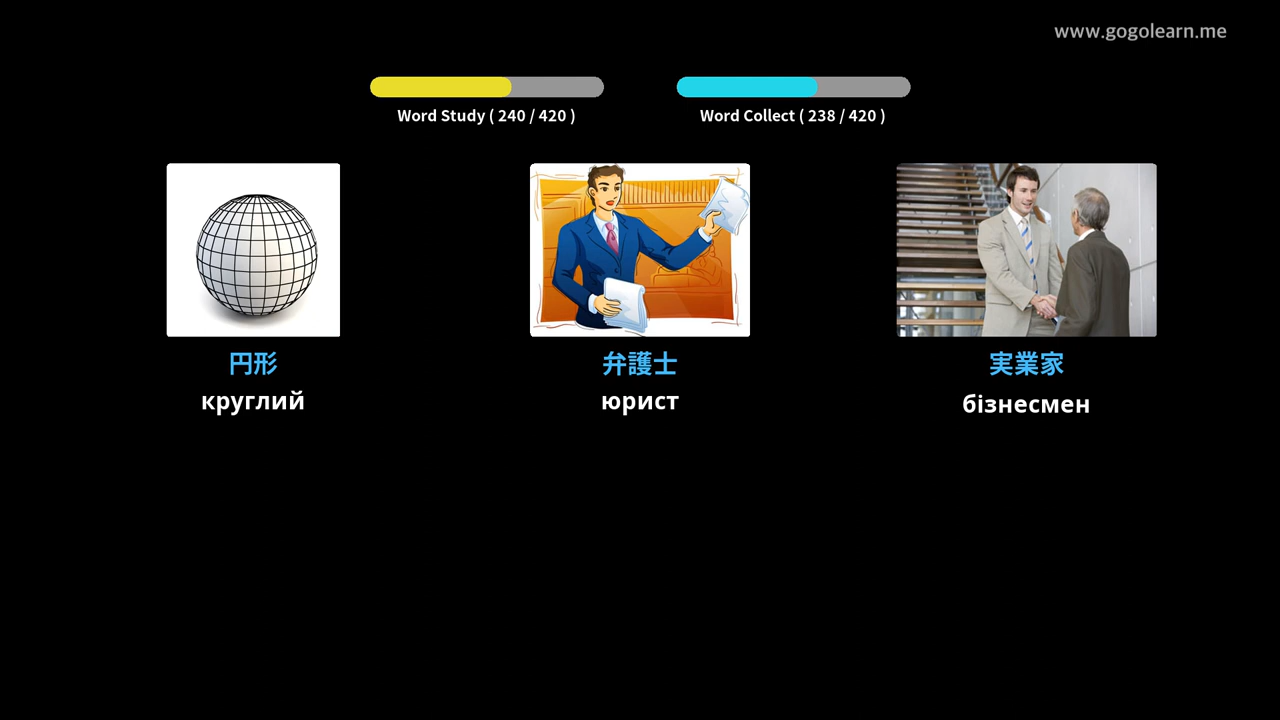 www.gogolearn.me
Word Study ( 240 / 420 )
Word Collect ( 238 / 420 )
円形
круглий
弁護士
юрист
実業家
бізнесмен